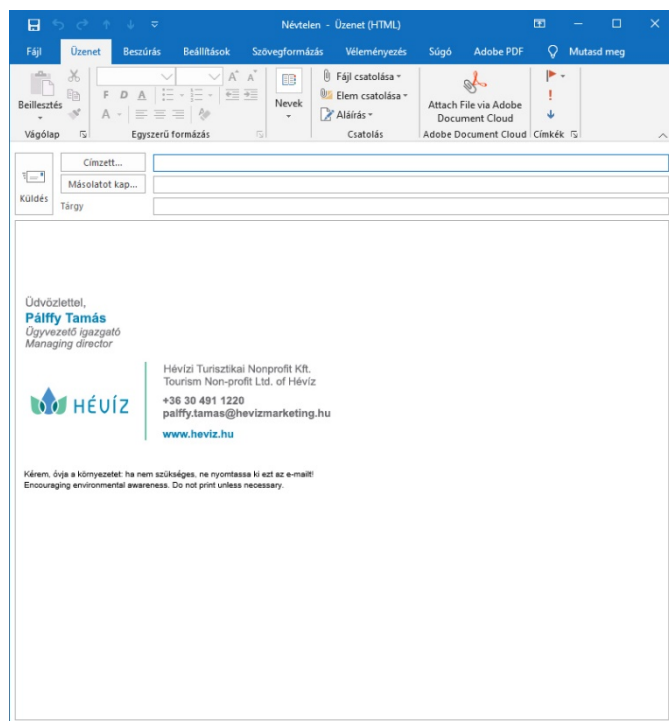 Névtelen - Üzenet (HTML)
Fájl Üzenet Beszúrás Beállítások Szövegformázás Véleményezés Súgó Adobe PDF Mutasd meg
Beillesztés
F D A
A
A A
Nevek
Fájl csatolása
Elem csatolása
Aláírás
Attach File via Adobe
Document Cloud
Vágólap Egyszerű formázás Csatolás Adobe Document Cloud Címkék
Küldés
Címzett...
Másolatot kap...
Tárgy
Üdvözlettel,
Pálffy Tamás
Ügyvezető igazgató
Managing director
HÉVÍZ
Hévízi Turisztikai Nonprofit Kft.
Tourism Non-profit Ltd. of Hévíz
+36 30 491 1220
palffy.tamas@hevizmarketing.hu
www.heviz.hu
Kérem, óvja a környezetet: ha nem szükséges, ne nyomtassa ki ezt az e-mailt!
Encouraging environmental awareness. Do not print unless necessary.